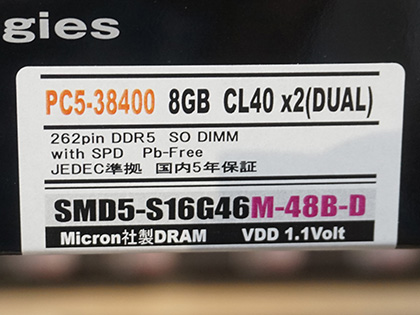 gies
PC5-38400 8GB CL40 x2(DUAL)
262pin DDR5 SO DIMM
with SPD Pb-Free
JEDEC準拠 国内5年保証
SMD5-S16G46M-48B-D
Micron社製DRAM VDD 1.1Volt